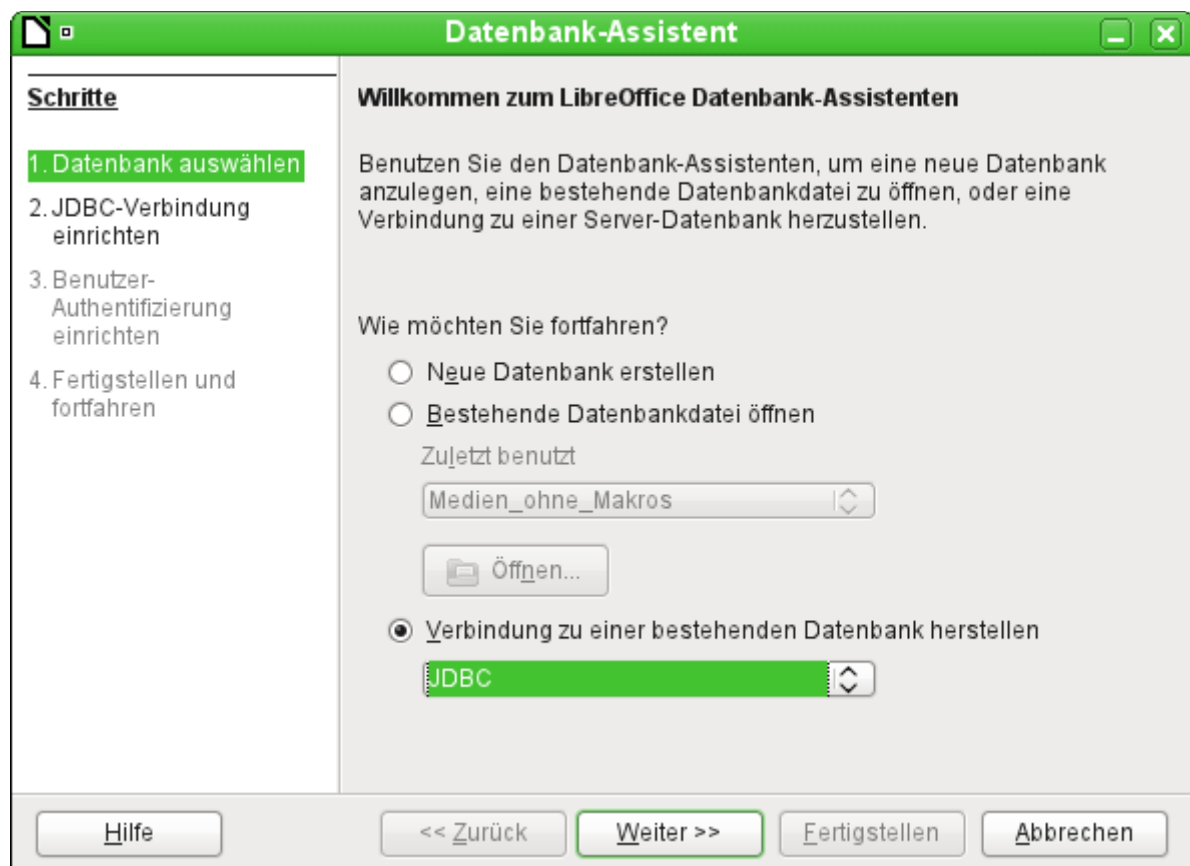 Datenbank-Assistent
Schritte
1. Datenbank auswählen
2. JDBC-Verbindung
einrichten
3. Benutzer-
Authentifizierung
einrichten
4. Fertigstellen und
fortfahren
Willkommen zum LibreOffice Datenbank-Assistenten
Benutzen Sie den Datenbank-Assistenten, um eine neue Datenbank
anzulegen, eine bestehende Datenbankdatei zu öffnen, oder eine
Verbindung zu einer Server-Datenbank herzustellen.
Wie möchten Sie fortfahren?
Neue Datenbank erstellen
Bestehende Datenbankdatei öffnen
Zuletzt benutzt
Medien_ohne_Makros
Öffnen...
Verbindung zu einer bestehenden Datenbank herstellen
JDBC
Hilfe
<< Zurück
Weiter >>
Fertigstellen
Abbrechen